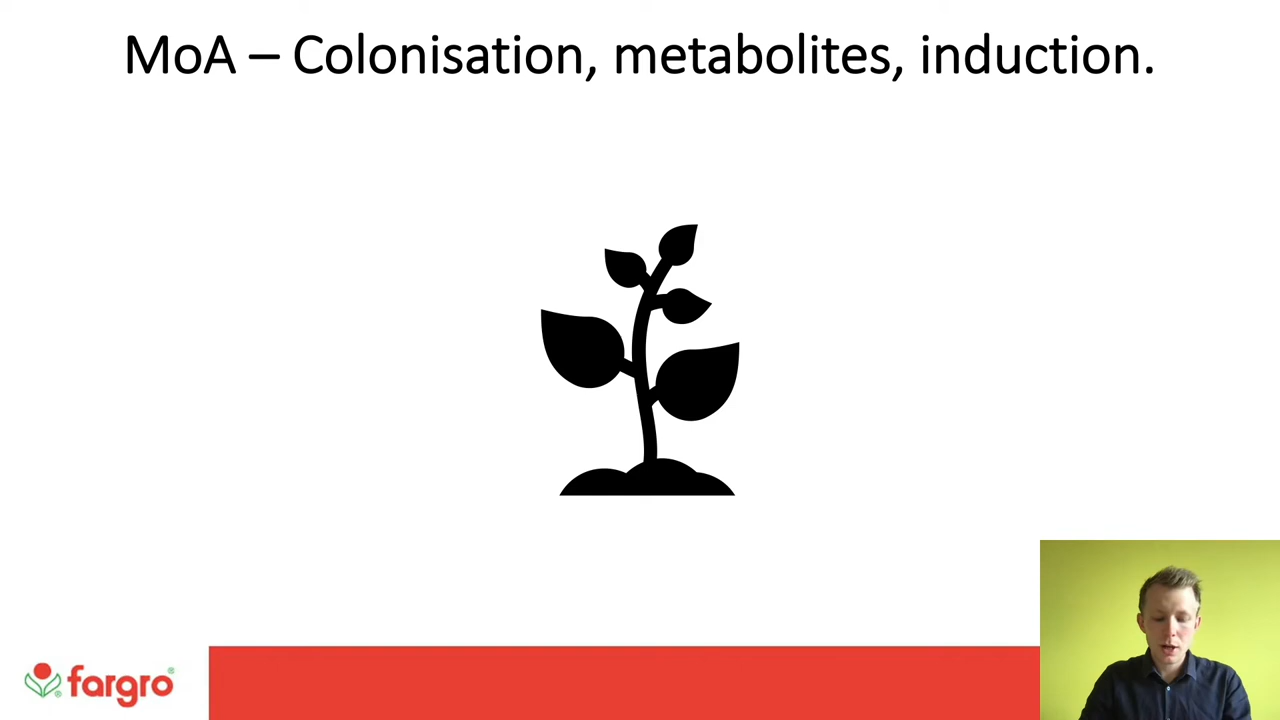 MoA – Colonisation, metabolites, induction.
fargro